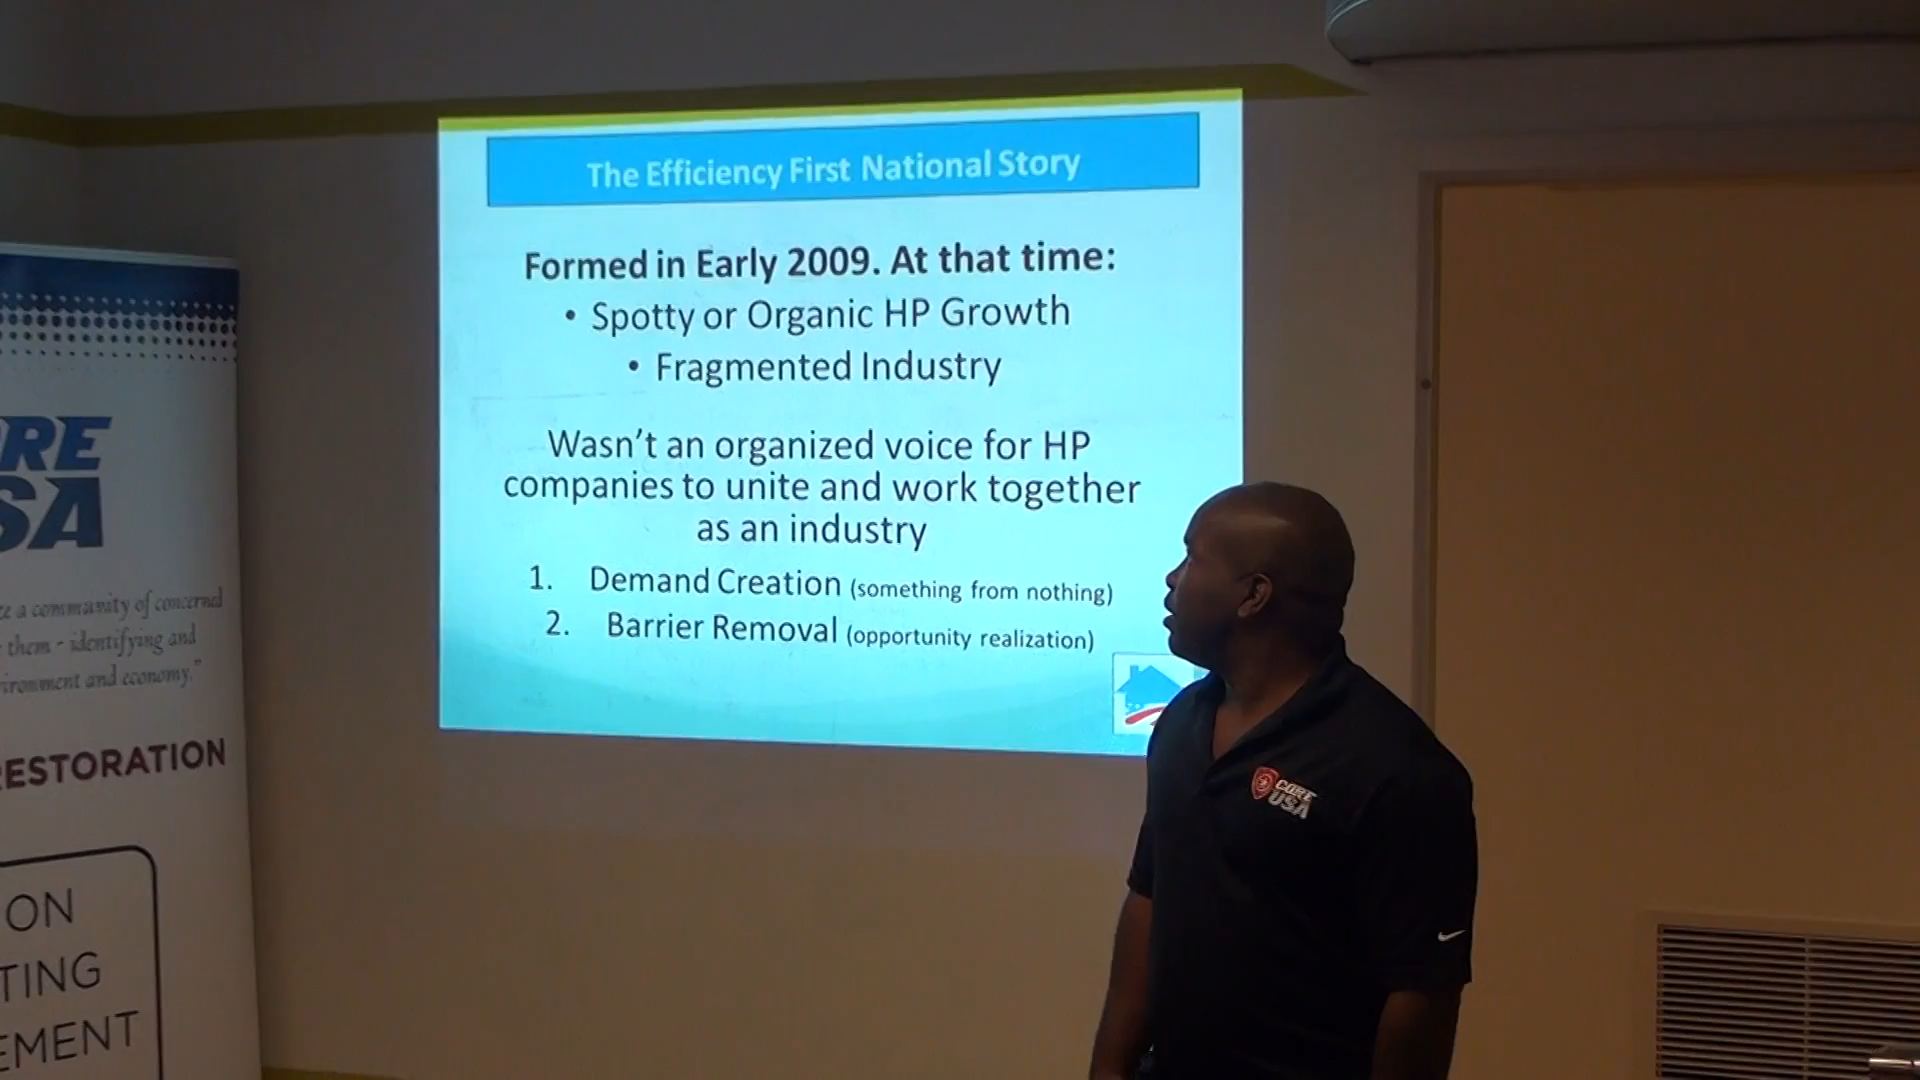 The Efficiency First National Story
Formed in Early 2009. At that time:
• Spotty or Organic HP Growth
• Fragmented Industry
Wasn't an organized voice for HP
companies to unite and work together
as an industry
1. Demand Creation (something from nothing)
2. Barrier Removal (opportunity realization)
RE
SA
a community of concerned
them - identifying and
ironment and economy."
ESTORATION
ON
TING
EMENT
CORE
USA